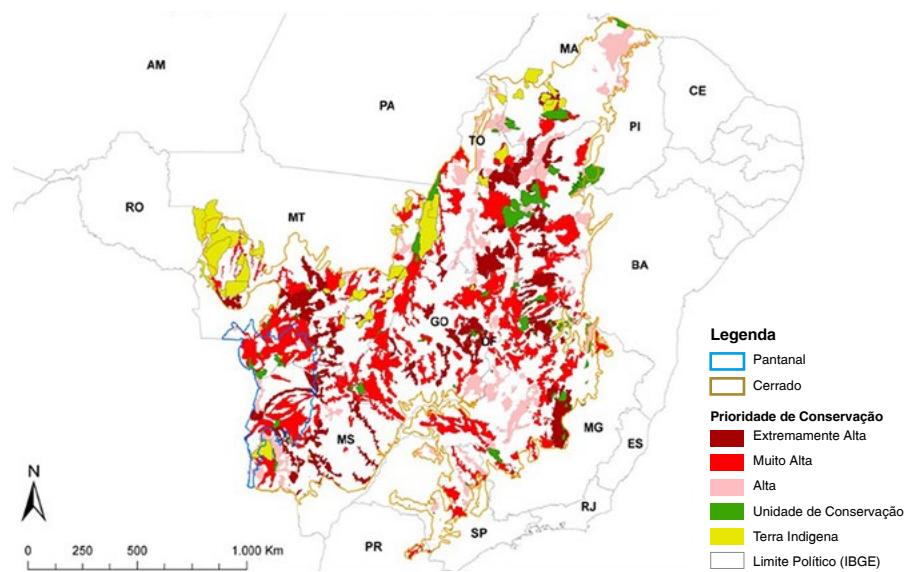 MA
AM
PA
CE
TO
PI
RO
MT
BA
GO
DF
MS
MG
ES
RJ
SP
PR
N
0 250 500 1.000 Km
Legenda
Pantanal
Cerrado
Prioridade de Conservação
Extremamente Alta
Muito Alta
Alta
Unidade de Conservação
Terra Indigena
Limite Político (IBGE)